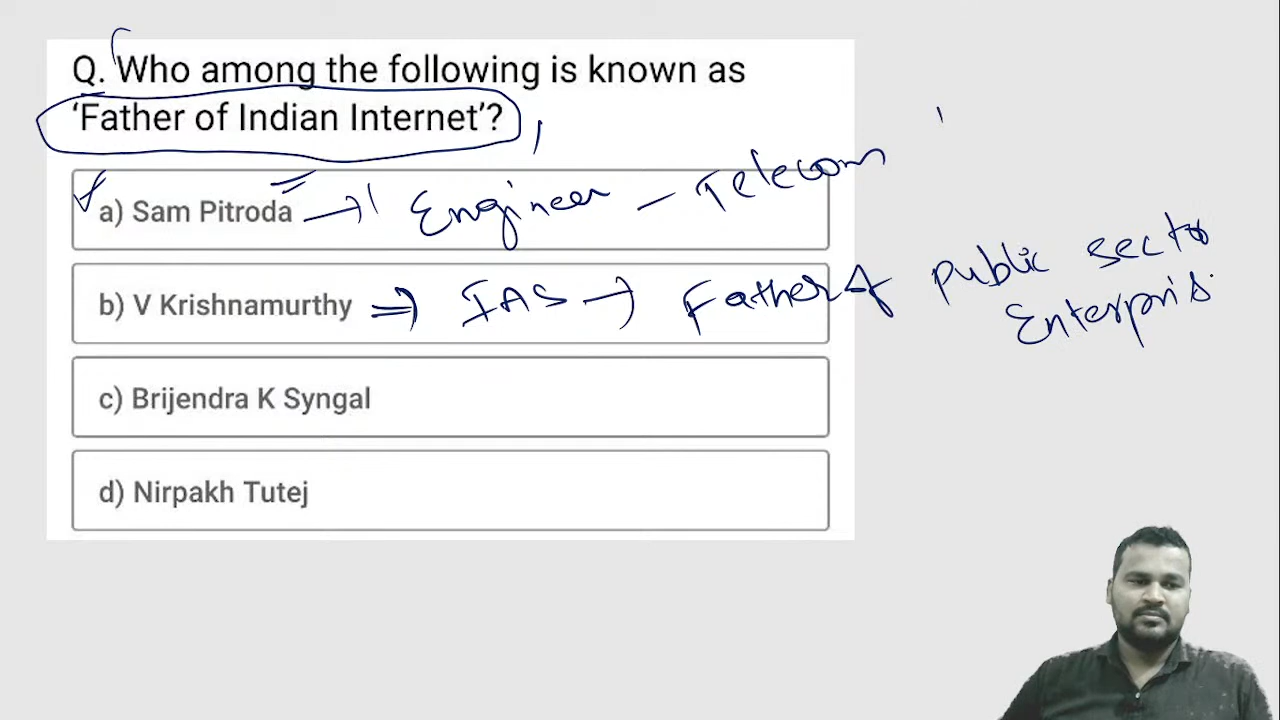 Q. Who among the following is known as
'Father of Indian Internet'?
a) Sam Pitroda → Engineer - Telecom
b) V Krishnamurthy ⇒ IAS → Father of public sector
Enterpris
c) Brijendra K Syngal
d) Nirpakh Tutej